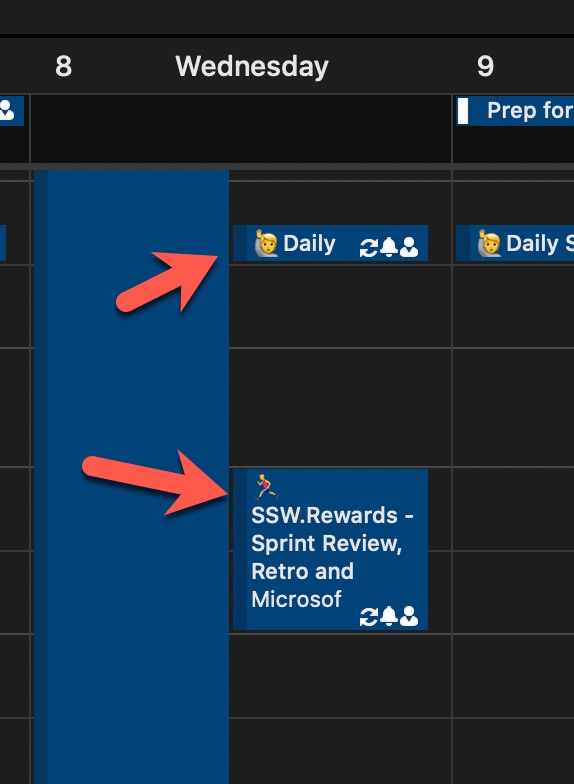 8 Wednesday 9
Prep for
🙋 Daily
🙋 Daily S
🏃
SSW.Rewards -
Sprint Review,
Retro and
Microsof